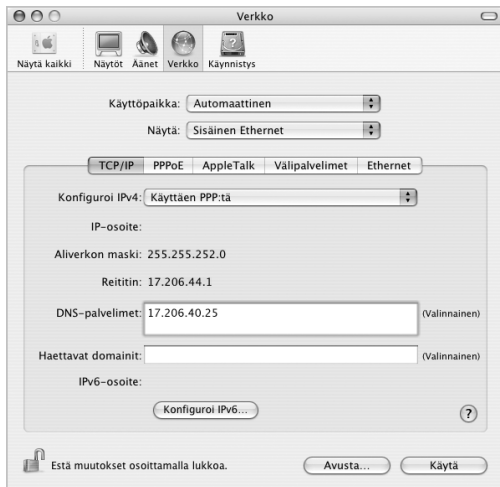 Verkko
Näytä kaikki Näytöt Äänet Verkko Käynnistys
Käyttöpaikka: Automaattinen
Näytä: Sisäinen Ethernet
TCP/IP PPPoE AppleTalk Välipalvelimet Ethernet
Konfiguroi IPv4: Käyttäen PPP:tä
IP-osoite:
Aliverkon maski: 255.255.252.0
Reititin: 17.206.44.1
DNS-palvelimet: 17.206.40.25 (Valinnainen)
Haettavat domainit: (Valinnainen)
IPv6-osoite:
Konfiguroi IPv6... ?
Estä muutokset osoittamalla lukkoa. Avusta... Käytä